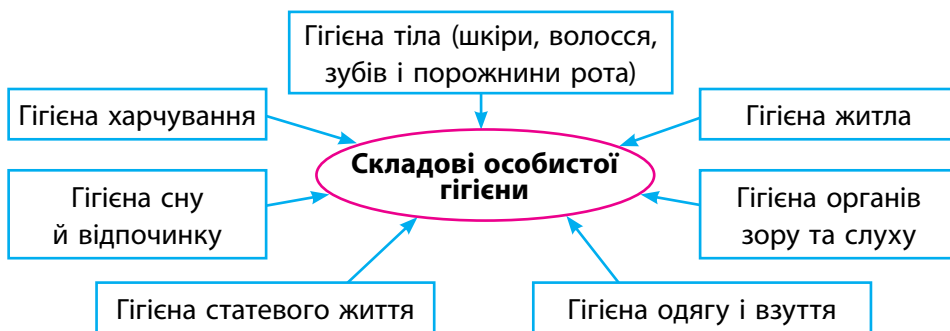 Гігієна тіла (шкіри, волосся,
зубів і порожнини рота)
Гігієна харчування
Гігієна житла
Складові особистої
гігієни
Гігієна сну
й відпочинку
Гігієна органів
зору та слуху
Гігієна статевого життя
Гігієна одягу і взуття